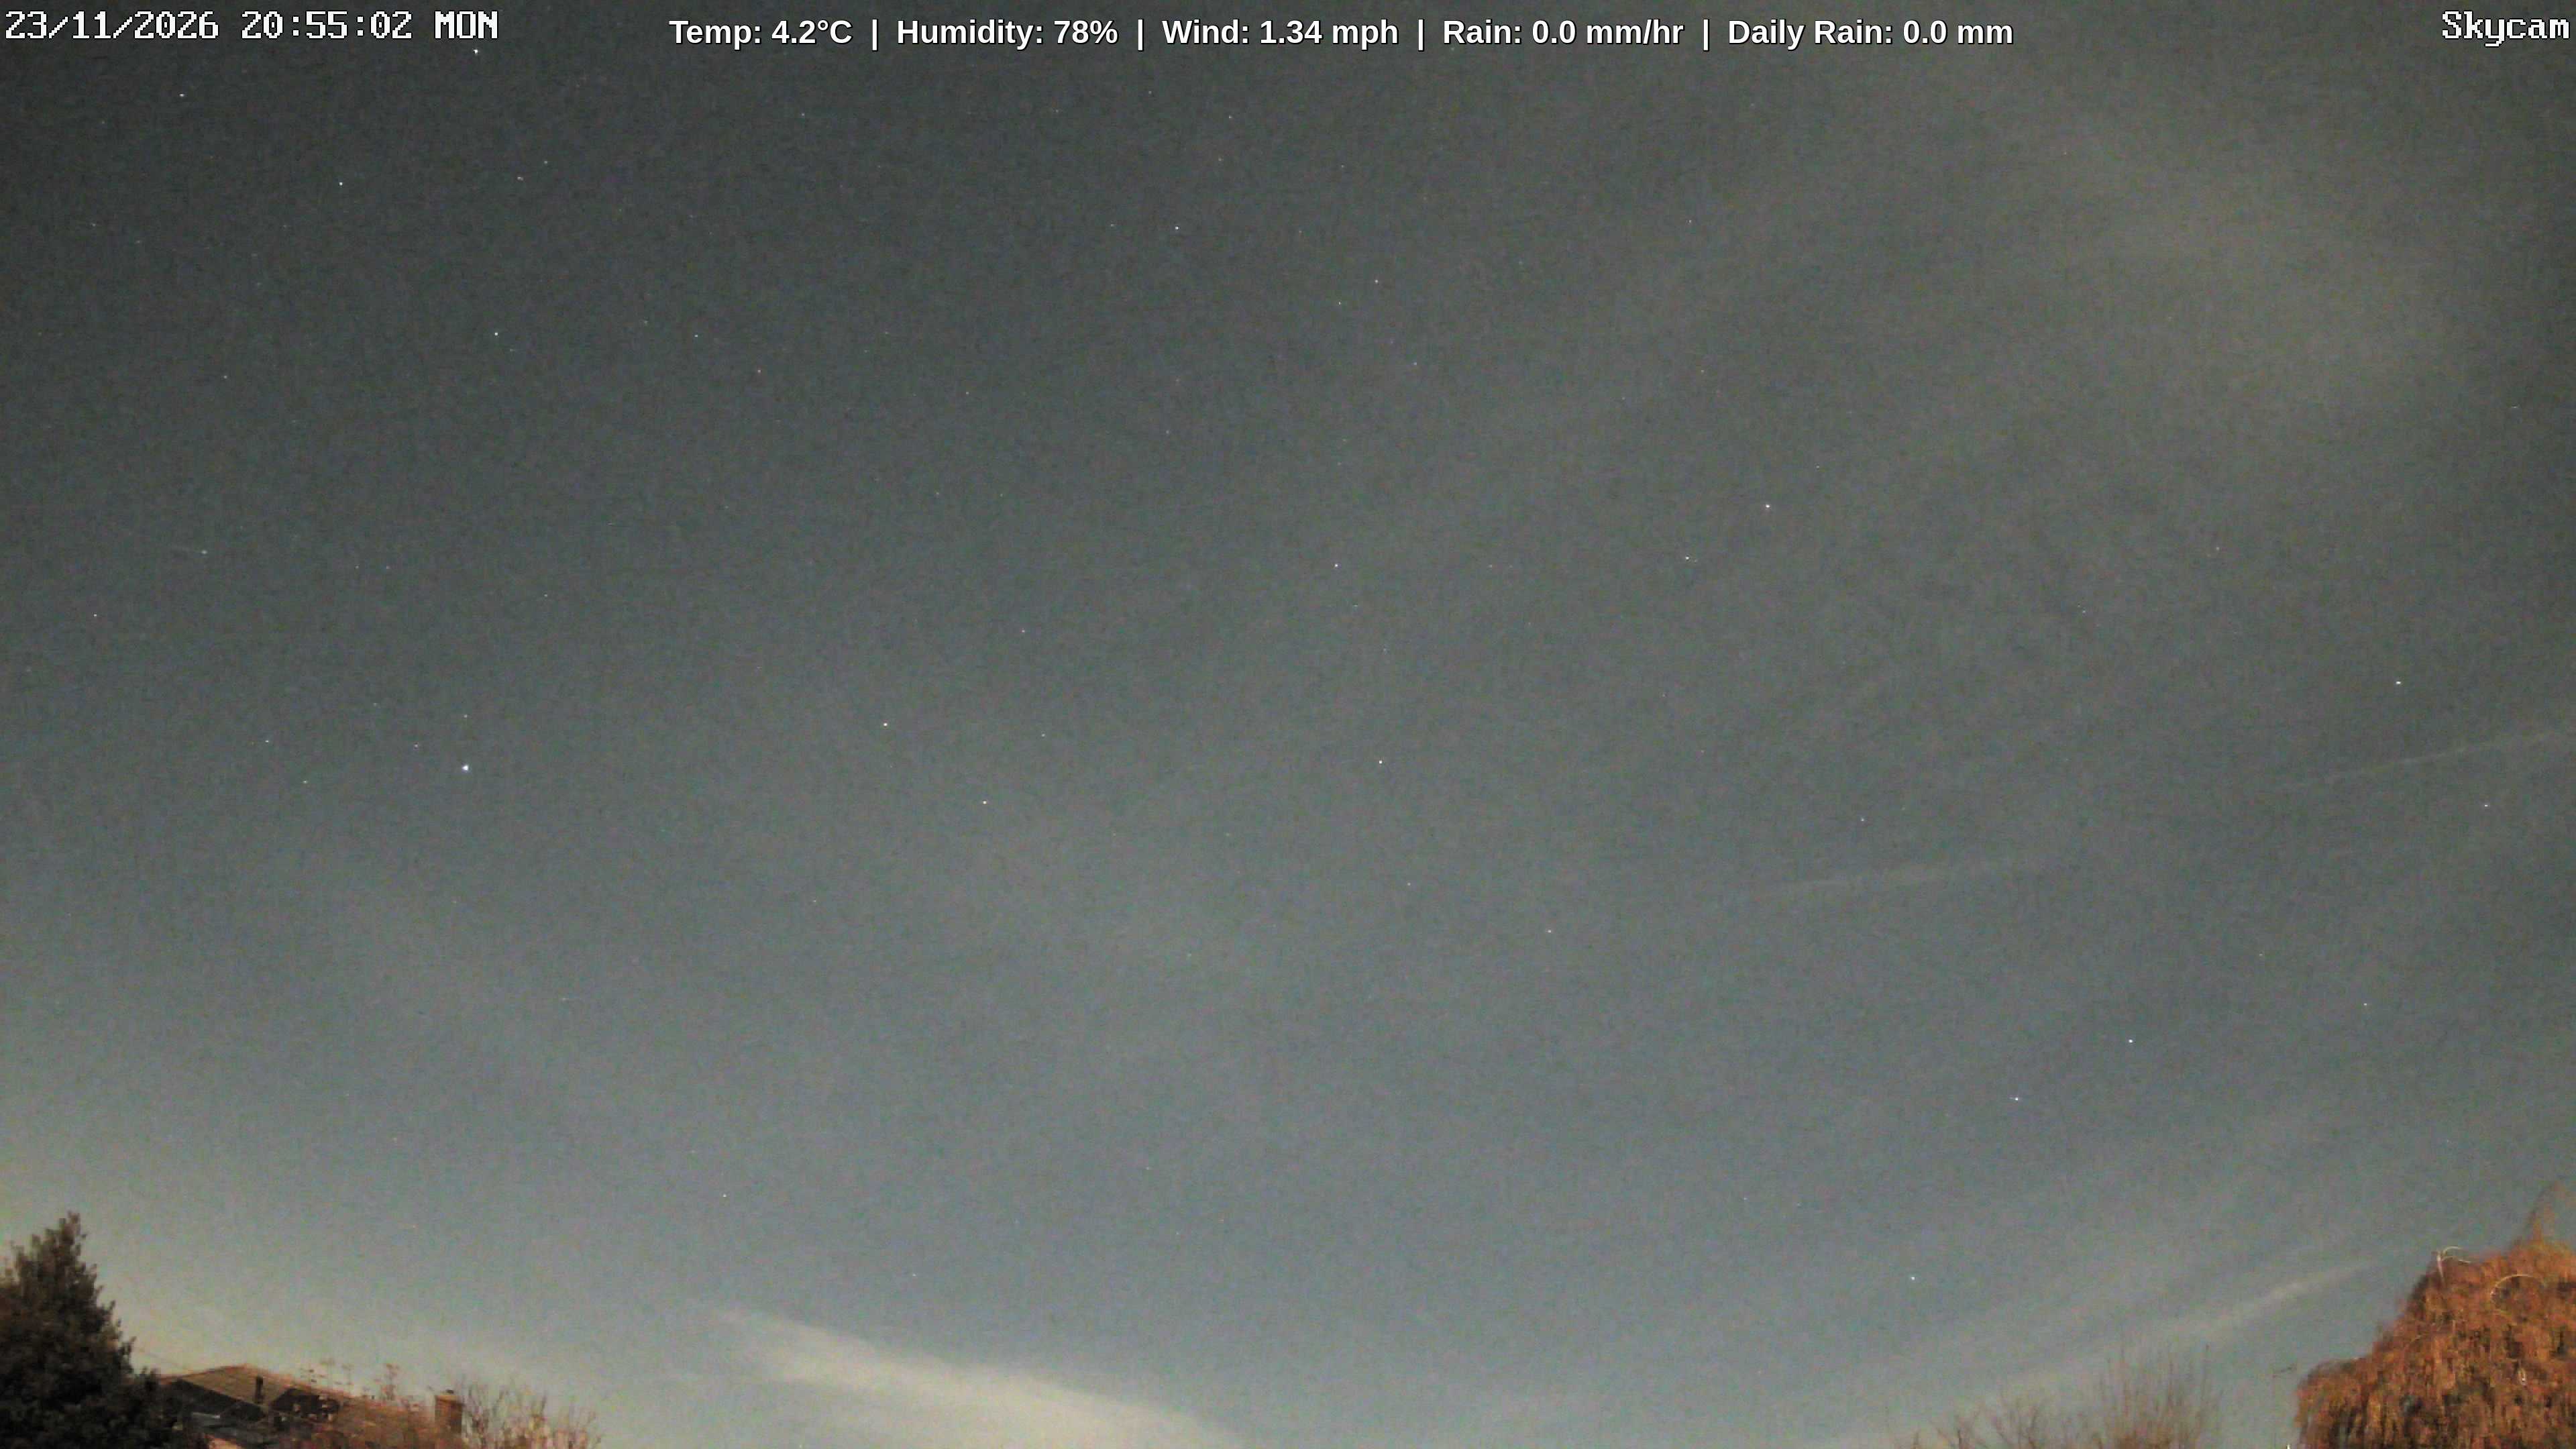 23/11/2026 20:55:02 MON
Temp: 4.2°C | Humidity: 78% | Wind: 1.34 mph | Rain: 0.0 mm/hr | Daily Rain: 0.0 mm
Skycam